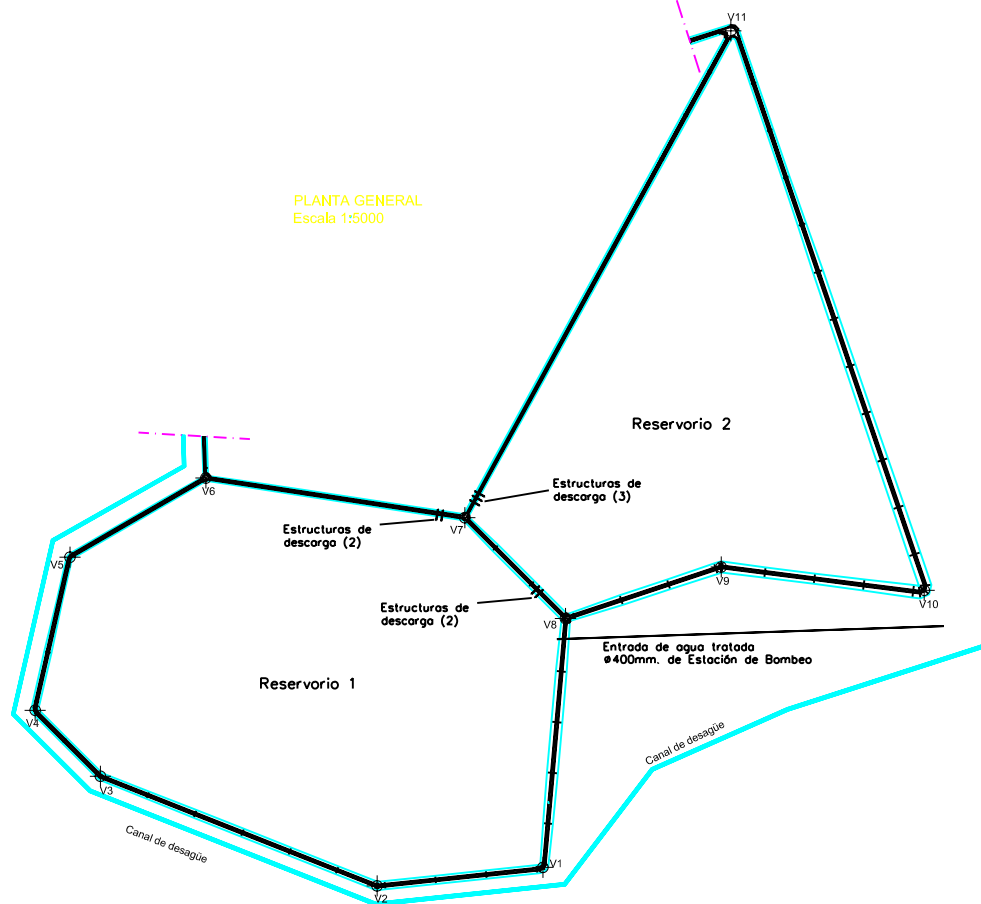 V11
PLANTA GENERAL
Escala 1:5000
Reservorio 2
V6
Estructuras de
descarga (3)
Estructuras de
descarga (2)
V7
V5
V9
V10
Estructuras de
descarga (2)
V8
Entrada de agua tratada
ø400mm. de Estación de Bombeo
Reservorio 1
V4
Canal de desagüe
V3
Canal de desagüe
V1
V2